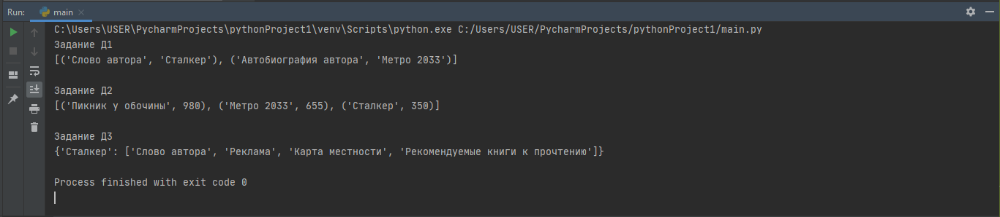 Run: main
C:\Users\USER\PycharmProjects\pythonProject1\venv\Scripts\python.exe C:/Users/USER/PycharmProjects/pythonProject1/main.py
Задание Д1
[('Слово автора', 'Сталкер'), ('Автобиография автора', 'Метро 2033')]
Задание Д2
[('Пикник у обочины', 980), ('Метро 2033', 655), ('Сталкер', 350)]
Задание Д3
{'Сталкер': ['Слово автора', 'Реклама', 'Карта местности', 'Рекомендуемые книги к прочтению']}
Process finished with exit code 0